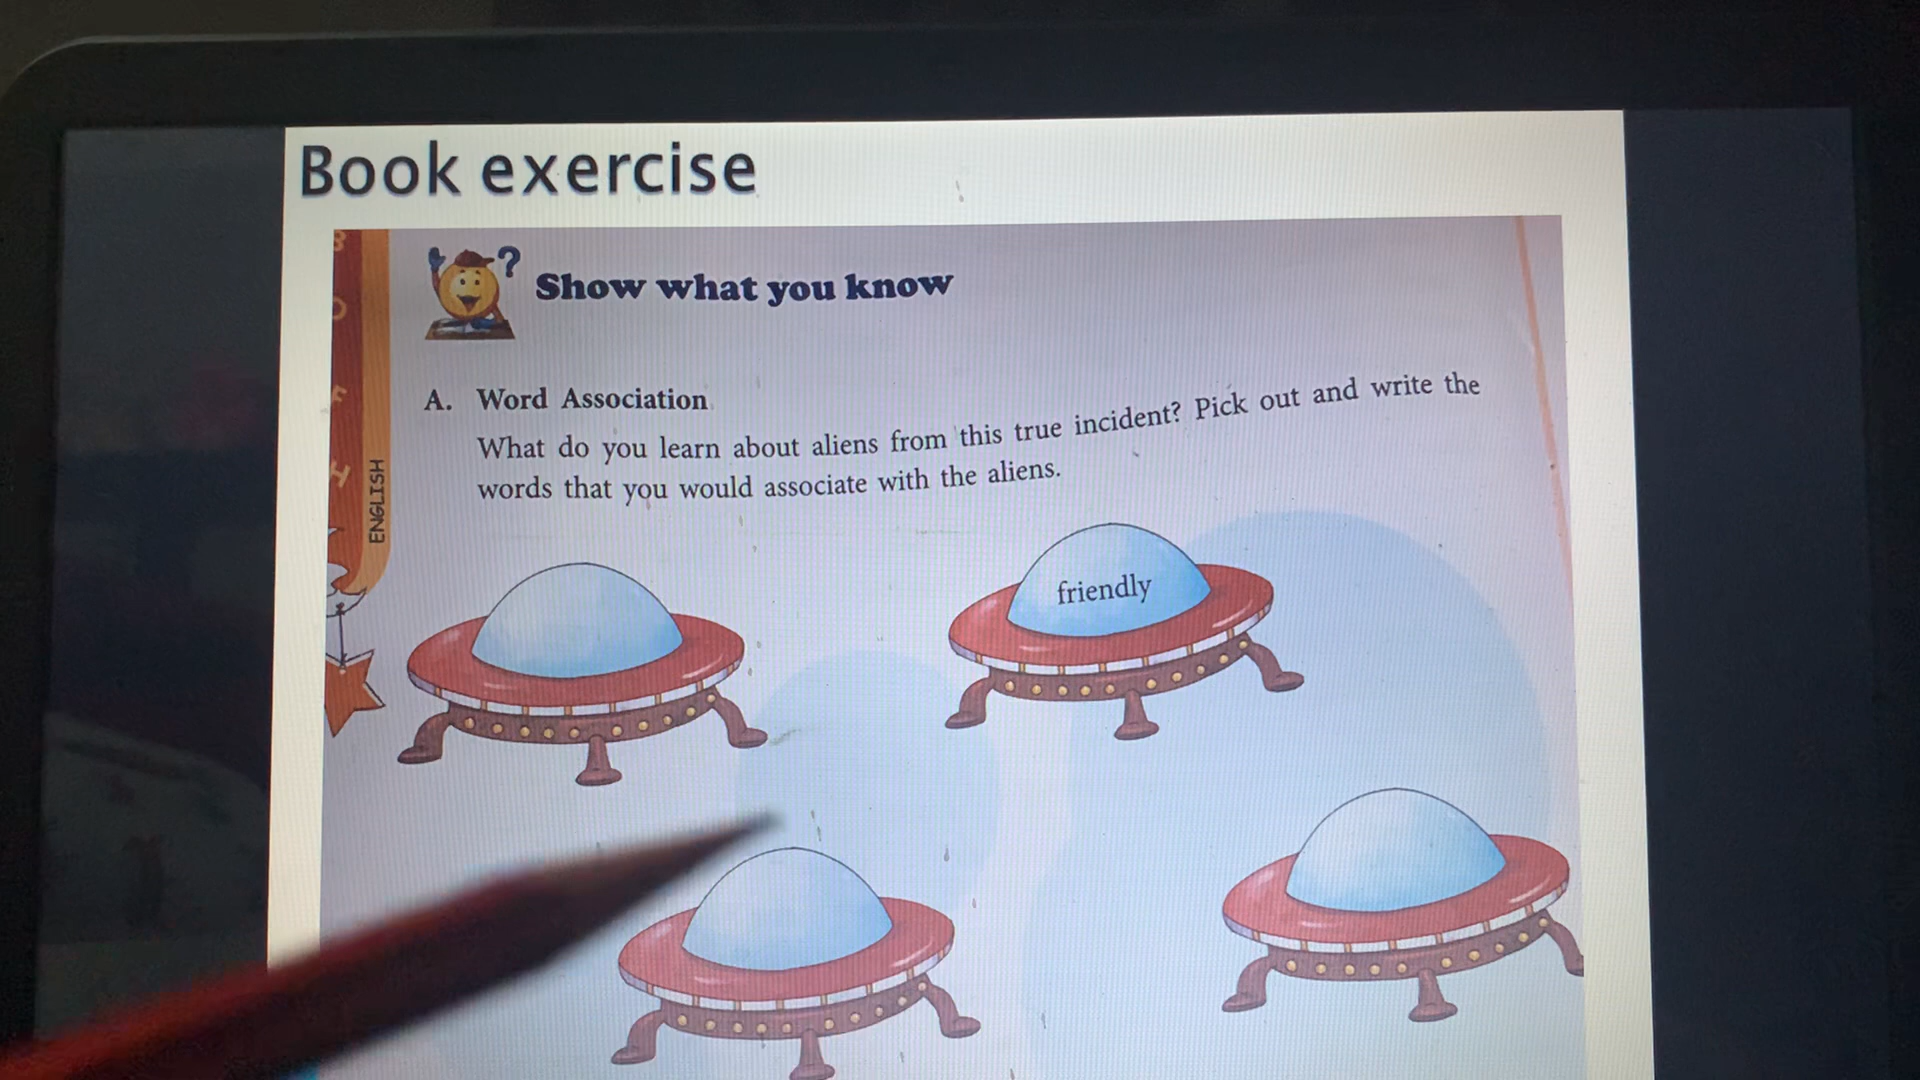 Book exercise
Show what you know
A. Word Association
What do you learn about aliens from this true incident? Pick out and write the
words that you would associate with the aliens.
ENGLISH
friendly